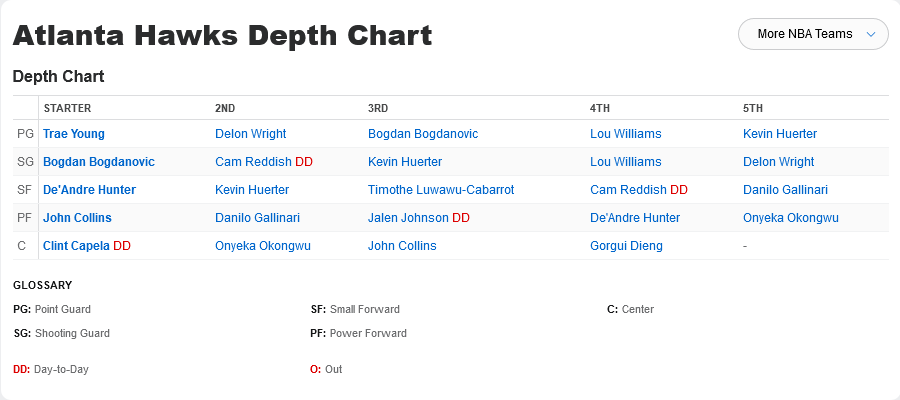 Atlanta Hawks Depth Chart
More NBA Teams
Depth Chart
STARTER 2ND 3RD 4TH 5TH
PG Trae Young Delon Wright Bogdan Bogdanovic Lou Williams Kevin Huerter
SG Bogdan Bogdanovic Cam Reddish DD Kevin Huerter Lou Williams Delon Wright
SF De'Andre Hunter Kevin Huerter Timothe Luwawu-Cabarrot Cam Reddish DD Danilo Gallinari
PF John Collins Danilo Gallinari Jalen Johnson DD De'Andre Hunter Onyeka Okongwu
C Clint Capela DD Onyeka Okongwu John Collins Gorgui Dieng -
GLOSSARY
PG: Point Guard SF: Small Forward C: Center
SG: Shooting Guard PF: Power Forward
DD: Day-to-Day O: Out